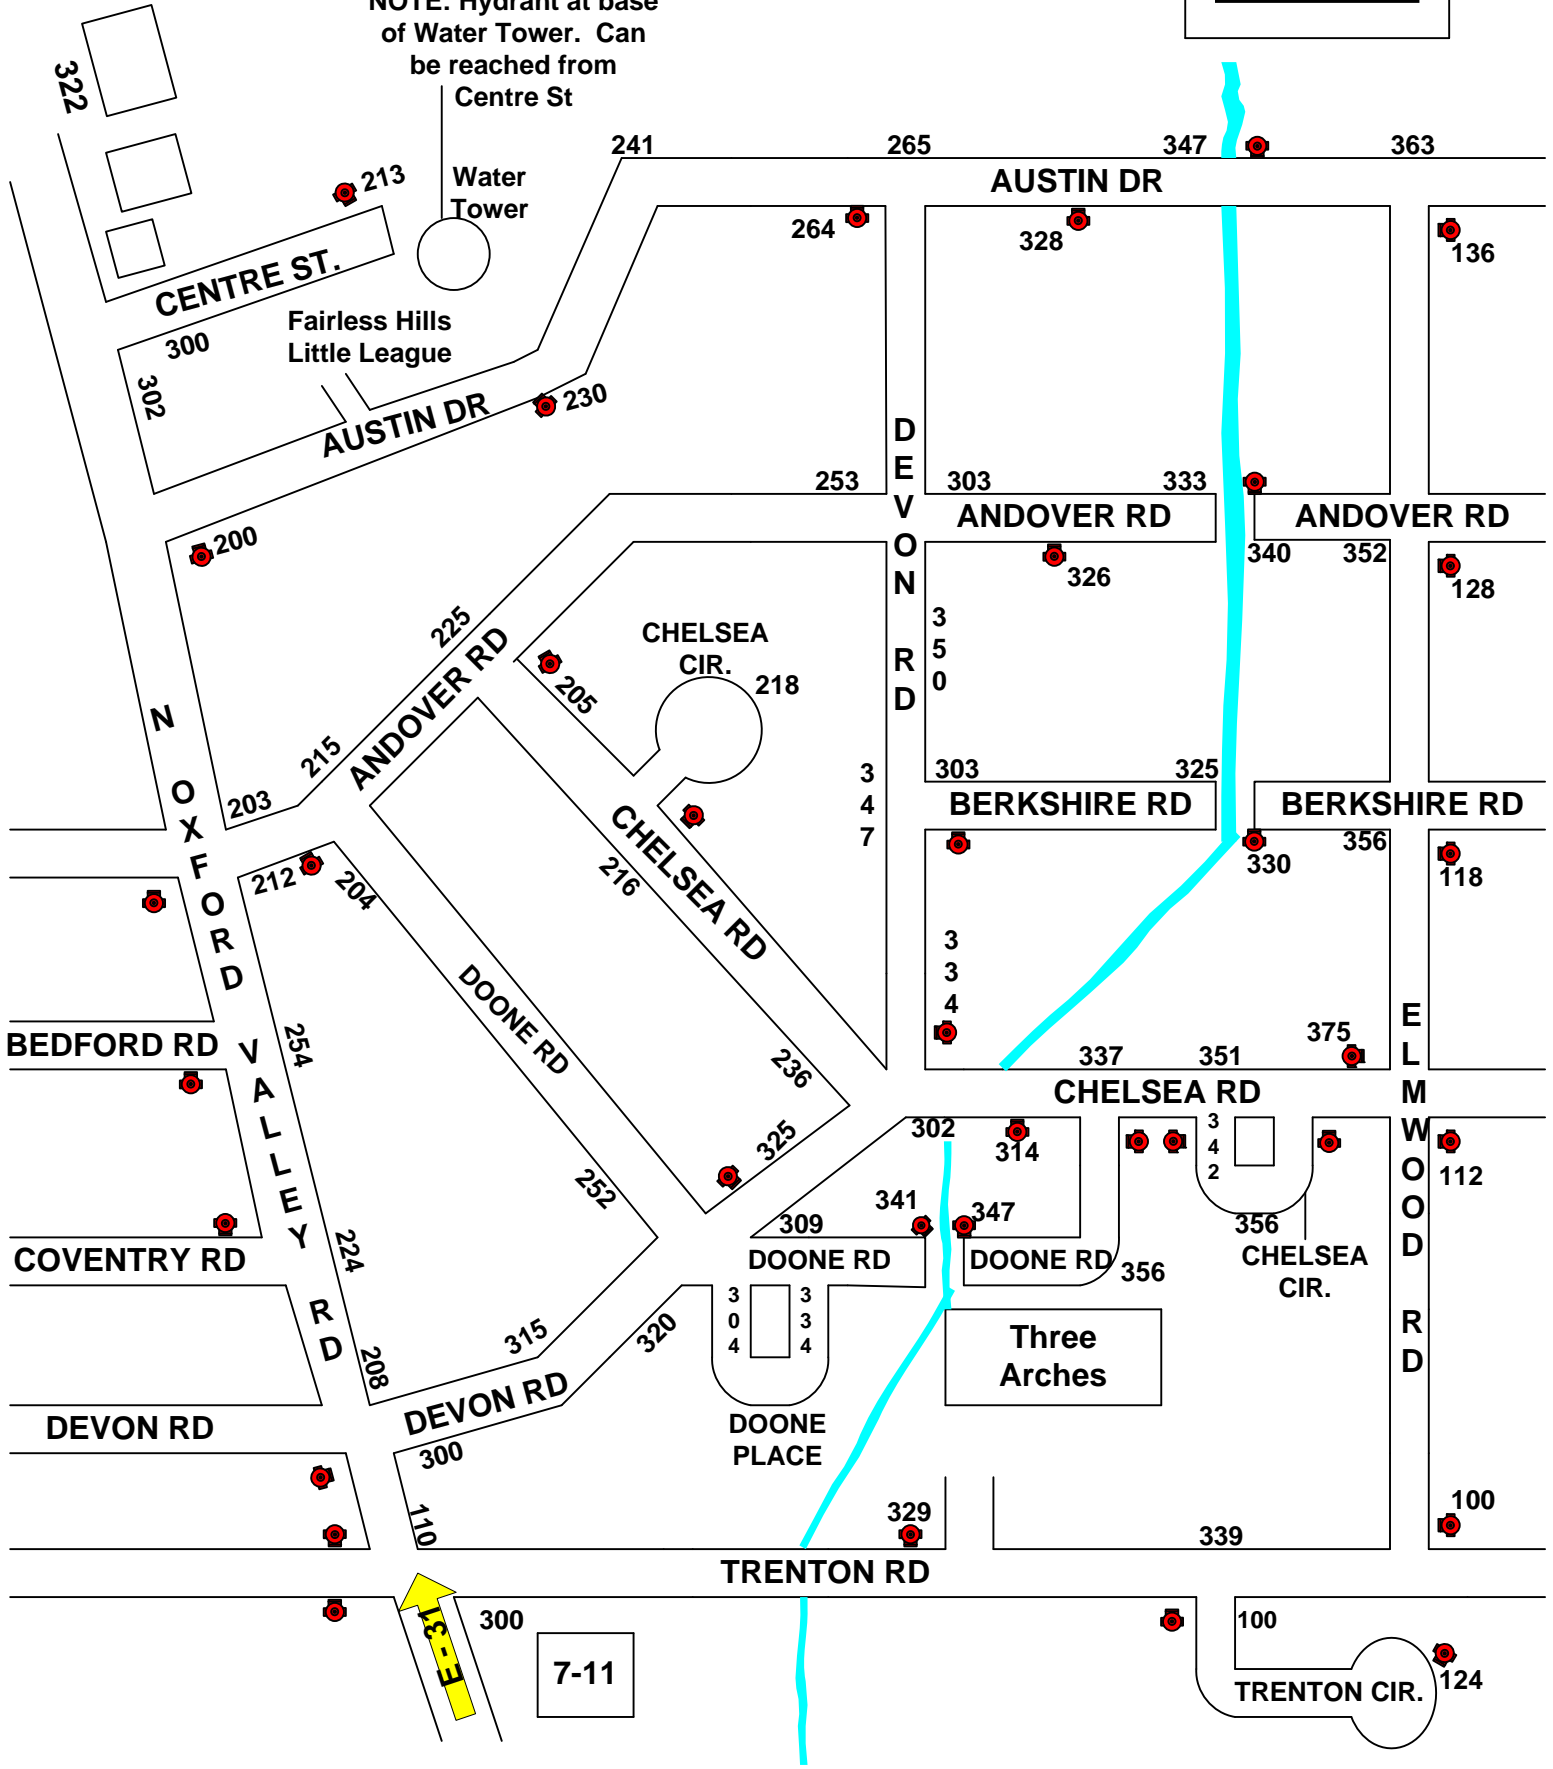 NOTE: Hydrant at base
of Water Tower. Can
be reached from
Centre St
322
213
Water
Tower
241
265
347
363
AUSTIN DR
264
328
136
CENTRE ST.
300
302
Fairless Hills
Little League
AUSTIN DR
230
200
DEVON RD
253
303
333
ANDOVER RD
ANDOVER RD
326
340
352
128
225
ANDOVER RD
215
203
CHELSEA
CIR.
205
218
350
347
303
325
BERKSHIRE RD
BERKSHIRE RD
330
356
118
N OXFORD VALLEY RD
212
204
216
CHELSEA RD
DOONE RD
334
254
BEDFORD RD
236
337
351
375
CHELSEA RD
ELMWOOD RD
302
314
342
112
325
252
341
347
309
DOONE RD
DOONE RD
356
356
CHELSEA
CIR.
COVENTRY RD
224
208
315
320
304
334
Three
Arches
DEVON RD
DEVON RD
300
DOONE
PLACE
110
329
339
100
TRENTON RD
E - 31
300
7-11
100
TRENTON CIR.
124